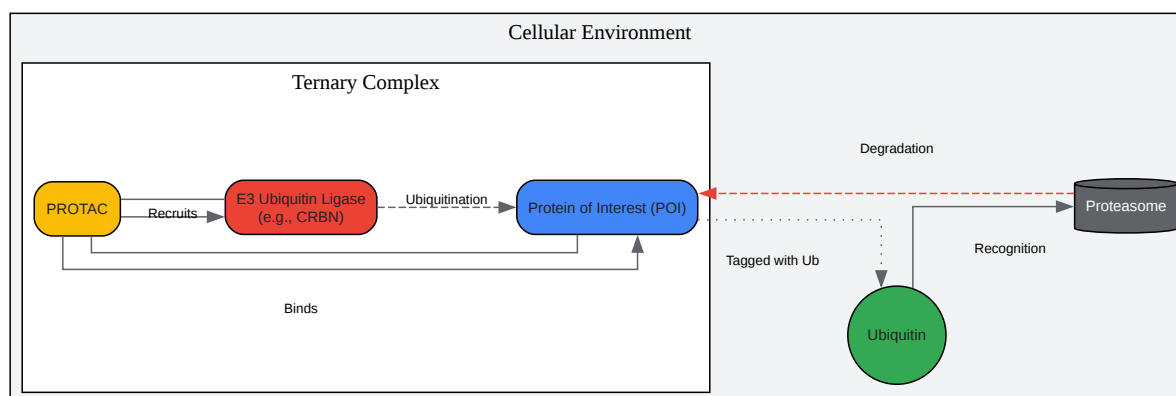 Cellular Environment
Ternary Complex
Degradation
PROTAC
Recruits
E3 Ubiquitin Ligase
(e.g., CRBN)
Ubiquitination
Protein of Interest (POI)
Proteasome
Tagged with Ub
Recognition
Binds
Ubiquitin